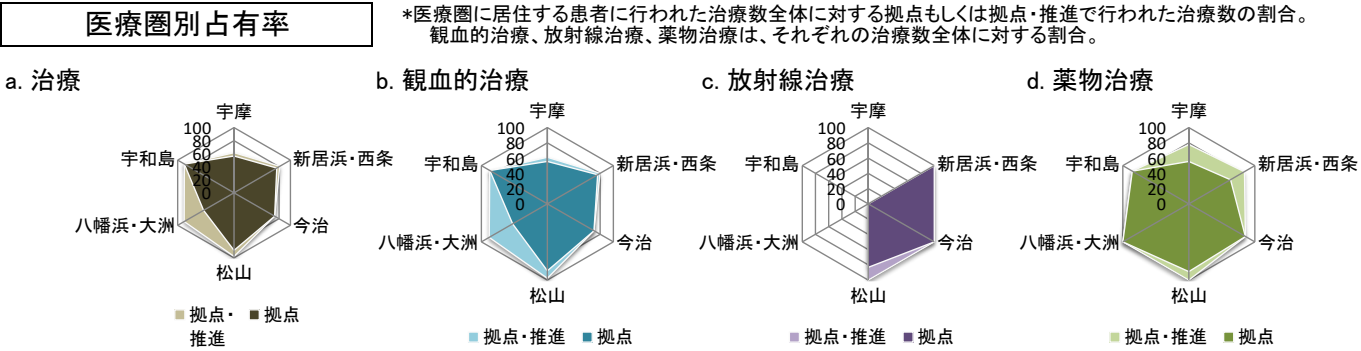 医療圏別占有率
*医療圏に居住する患者に行われた治療数全体に対する拠点もしくは拠点・推進で行われた治療数の割合。
観血的治療、放射線治療、薬物治療は、それぞれの治療数全体に対する割合。
a. 治療
宇摩
100
80
60
40
20
0
新居浜・西条
今治
松山
八幡浜・大洲
宇和島
拠点・推進
拠点
b. 観血的治療
宇摩
100
80
60
40
20
0
新居浜・西条
今治
松山
八幡浜・大洲
宇和島
拠点・推進
拠点
c. 放射線治療
宇摩
100
80
60
40
20
0
新居浜・西条
今治
松山
八幡浜・大洲
宇和島
拠点・推進
拠点
d. 薬物治療
宇摩
100
80
60
40
20
0
新居浜・西条
今治
松山
八幡浜・大洲
宇和島
拠点・推進
拠点